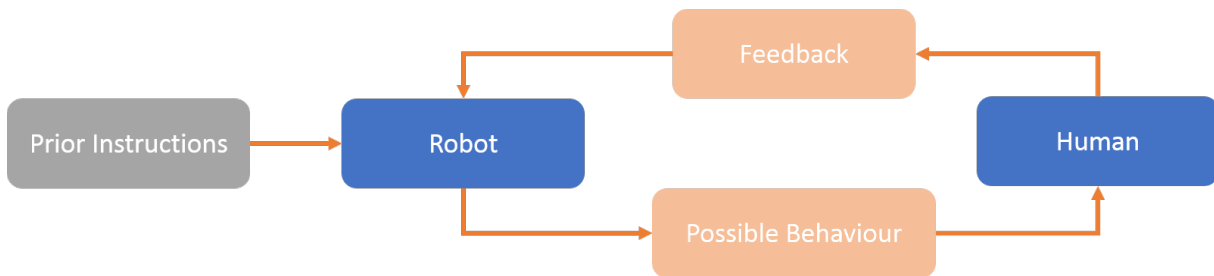 Feedback
Prior Instructions
Robot
Human
Possible Behaviour